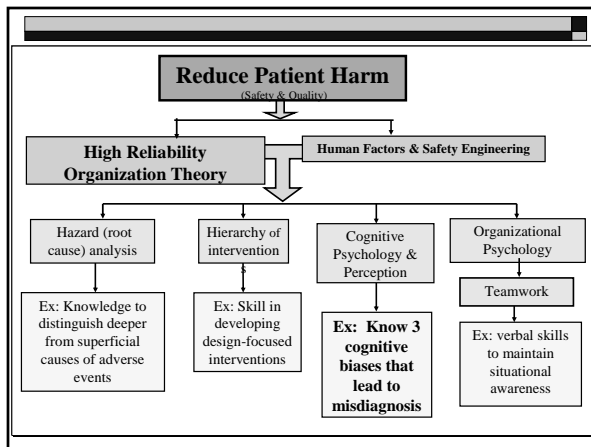 Reduce Patient Harm
(Safety & Quality)
High Reliability
Organization Theory
Human Factors & Safety Engineering
Hazard (root
cause) analysis
Hierarchy of
intervention
s
Cognitive
Psychology &
Perception
Organizational
Psychology
Teamwork
Ex: Knowledge to
distinguish deeper
from superficial
causes of adverse
events
Ex: Skill in
developing
design-focused
interventions
Ex: Know 3
cognitive
biases that
lead to
misdiagnosis
Ex: verbal skills
to maintain
situational
awareness